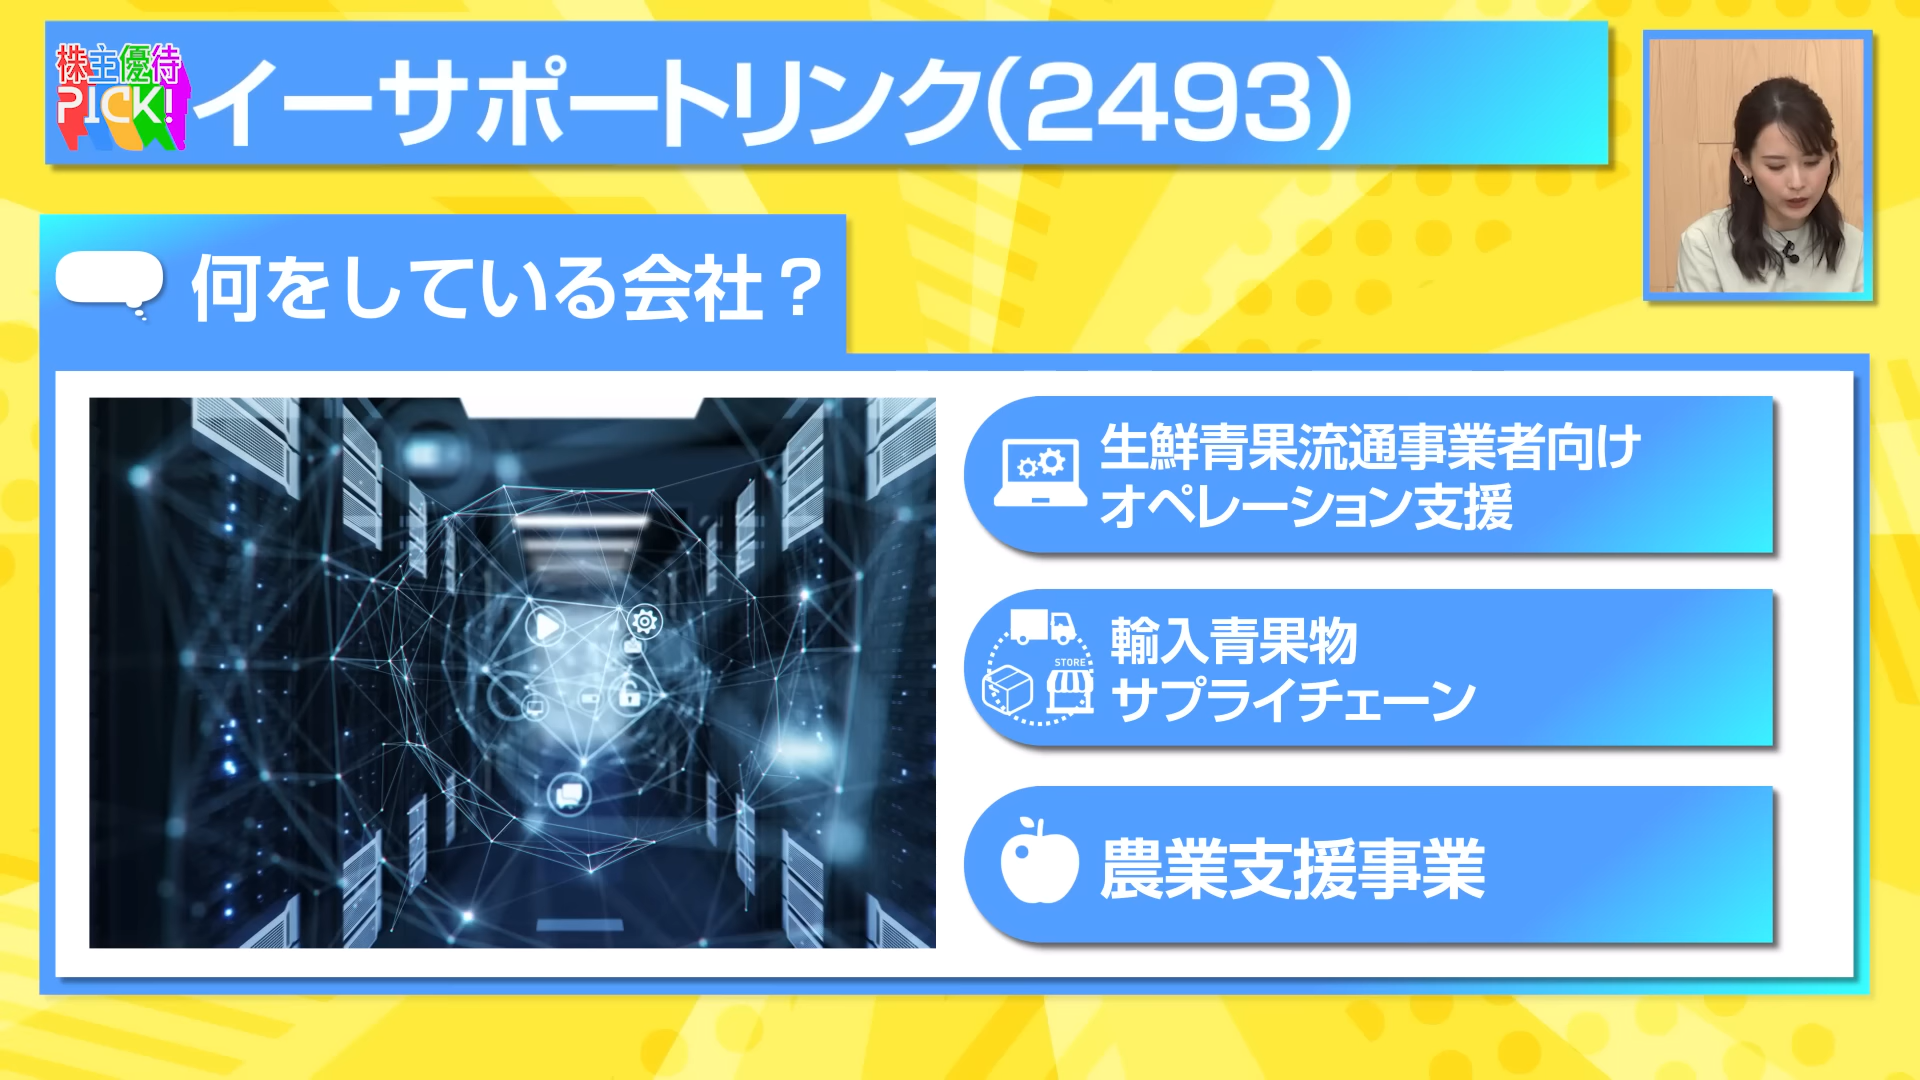 株主優待
PICK!
イーサポートリンク(2493)
何をしている会社？
生鮮青果流通事業者向け
オペレーション支援
STORE
輸入青果物
サプライチェーン
農業支援事業